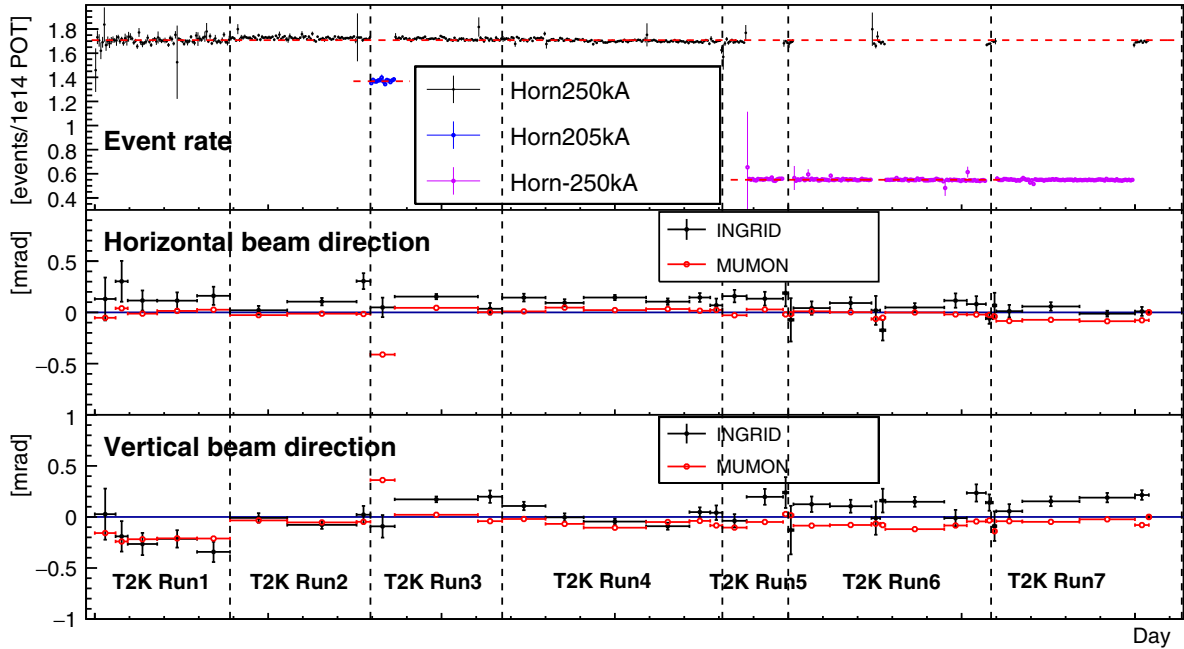 [events/1e14 POT]
1.8
1.6
1.4
1.2
1
0.8
0.6
0.4
Event rate
Horn250kA
Horn205kA
Horn-250kA
[mrad]
0.5
0
−0.5
Horizontal beam direction
INGRID
MUMON
[mrad]
1
0.5
0
−0.5
−1
Vertical beam direction
INGRID
MUMON
T2K Run1 T2K Run2 T2K Run3 T2K Run4 T2K Run5 T2K Run6 T2K Run7
Day